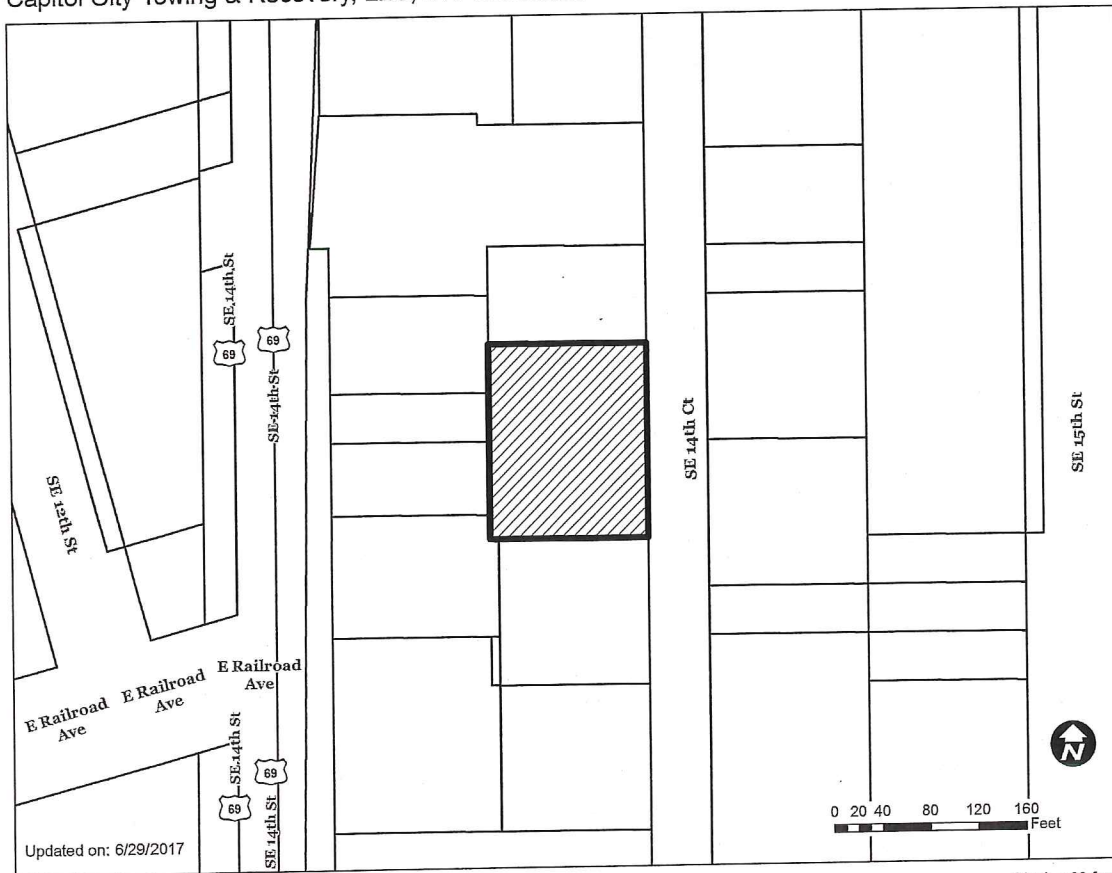 Capitol City Towing & Recovery, LLC,
SE 14th St
69
69
SE 14th St
SE 12th St
SE 14th Ct
SE 15th St
E Railroad
Ave
E Railroad
Ave
E Railroad
Ave
SE 14th St
69
69
SE 14th St
N
0 20 40 80 120 160
Feet
Updated on: 6/29/2017